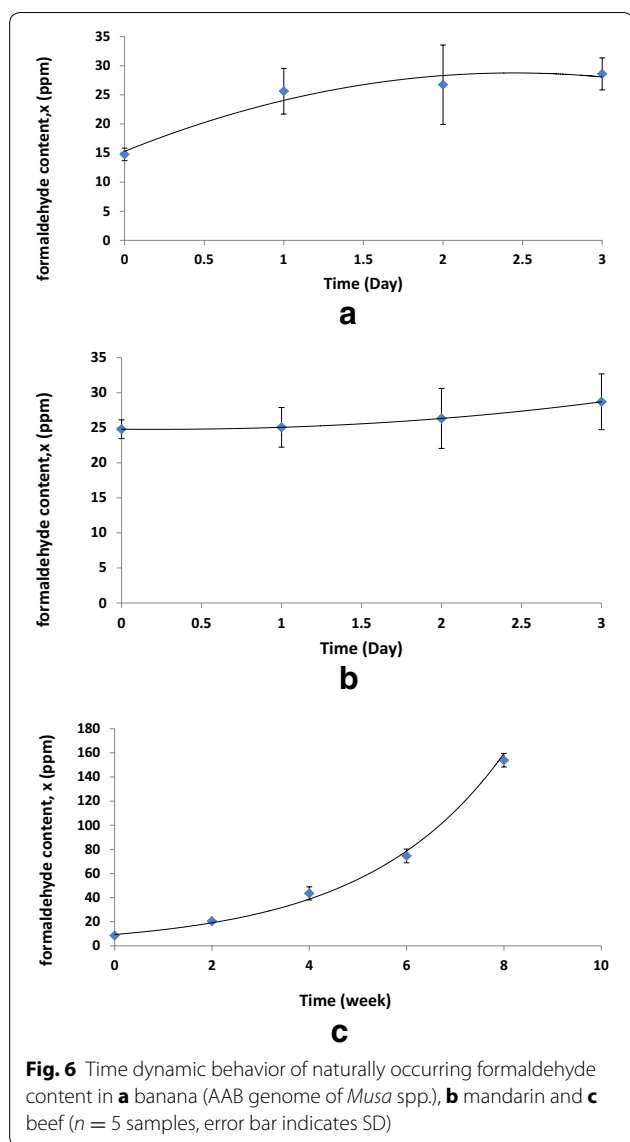 35
30
25
20
15
10
5
0
formaldehyde content,x (ppm)
0 0.5 1 1.5 2 2.5 3
Time (Day)
a
35
30
25
20
15
10
5
0
formaldehyde content,x (ppm)
0 0.5 1 1.5 2 2.5 3
Time (Day)
b
180
160
140
120
100
80
60
40
20
0
formaldehyde content, x (ppm)
0 2 4 6 8 10
Time (week)
c
Fig. 6 Time dynamic behavior of naturally occurring formaldehyde
content in a banana (AAB genome of Musa spp.), b mandarin and c
beef (n = 5 samples, error bar indicates SD)